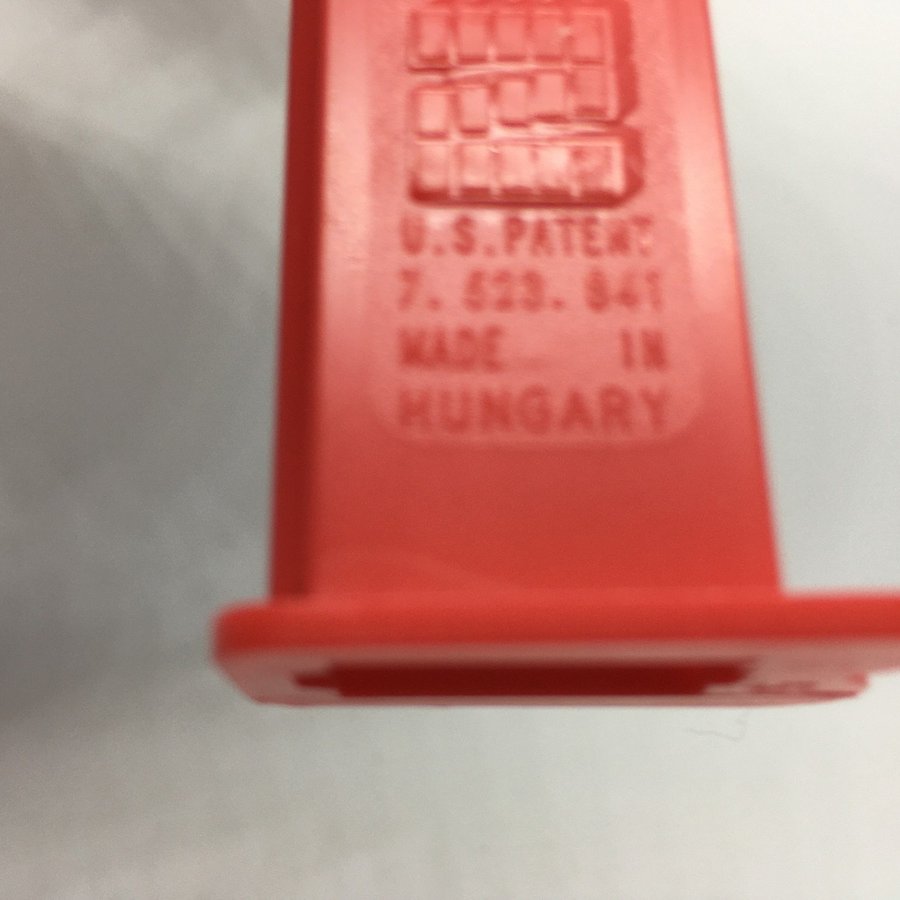 U.S.PATENT
7. 523. 841
MADE IN
HUNGARY